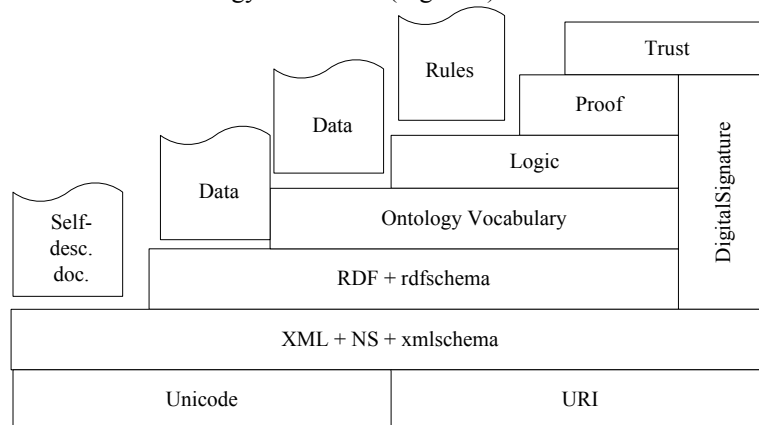 Trust
Rules
Proof
Data
Logic
Data
Ontology Vocabulary
DigitalSignature
Self-
desc.
doc.
RDF + rdfschema
XML + NS + xmlschema
Unicode
URI